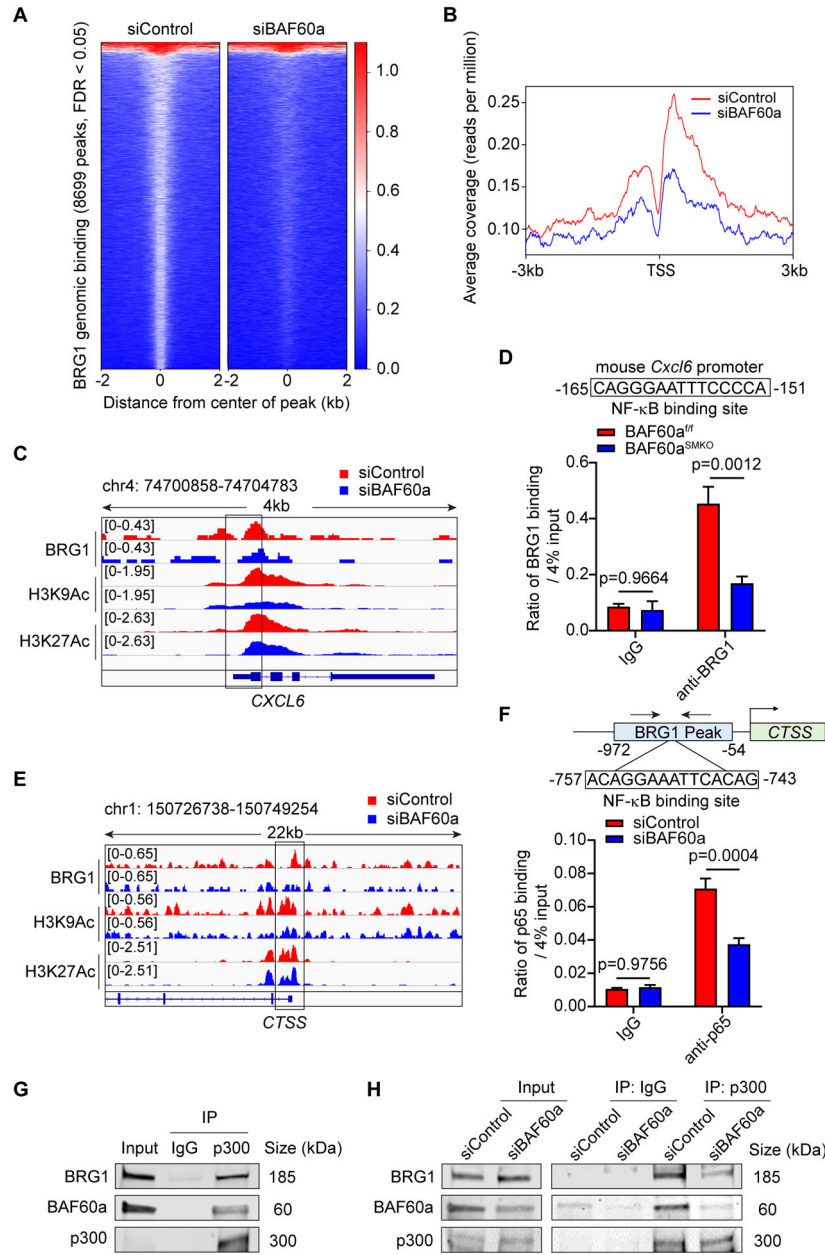 A
siControl
siBAF60a
BRG1 genomic binding (8699 peaks, FDR < 0.05)
1.0
0.8
0.6
0.4
0.2
0.0
-2 0 2 -2 0 2
Distance from center of peak (kb)
B
Average coverage (reads per million)
siControl
siBAF60a
0.25
0.20
0.15
0.10
-3kb TSS 3kb
C
siControl
siBAF60a
chr4: 74700858-74704783
4kb
BRG1
[0-0.43]
[0-0.43]
H3K9Ac
[0-1.95]
[0-1.95]
H3K27Ac
[0-2.63]
[0-2.63]
CXCL6
D
mouse Cxcl6 promoter
-165 CAGGGAATTTCCCCA -151
NF-κB binding site
BAF60a^f/f
BAF60a^SMKO
Ratio of BRG1 binding
/ 4% input
p=0.0012
p=0.9664
0.6
0.4
0.2
0.0
IgG anti-BRG1
E
siControl
siBAF60a
chr1: 150726738-150749254
22kb
BRG1
[0-0.65]
[0-0.65]
H3K9Ac
[0-0.56]
[0-0.56]
H3K27Ac
[0-2.51]
[0-2.51]
CTSS
F
BRG1 Peak CTSS
-972 -54
-757 ACAGGAAATTCACAG -743
NF-κB binding site
siControl
siBAF60a
Ratio of p65 binding
/ 4% input
p=0.0004
p=0.9756
0.10
0.08
0.06
0.04
0.02
0.00
IgG anti-p65
G
IP
Input IgG p300 Size (kDa)
BRG1 185
BAF60a 60
p300 300
H
Input IP: IgG IP: p300
siControl siBAF60a siControl siBAF60a siControl siBAF60a Size (kDa)
BRG1 185
BAF60a 60
p300 300